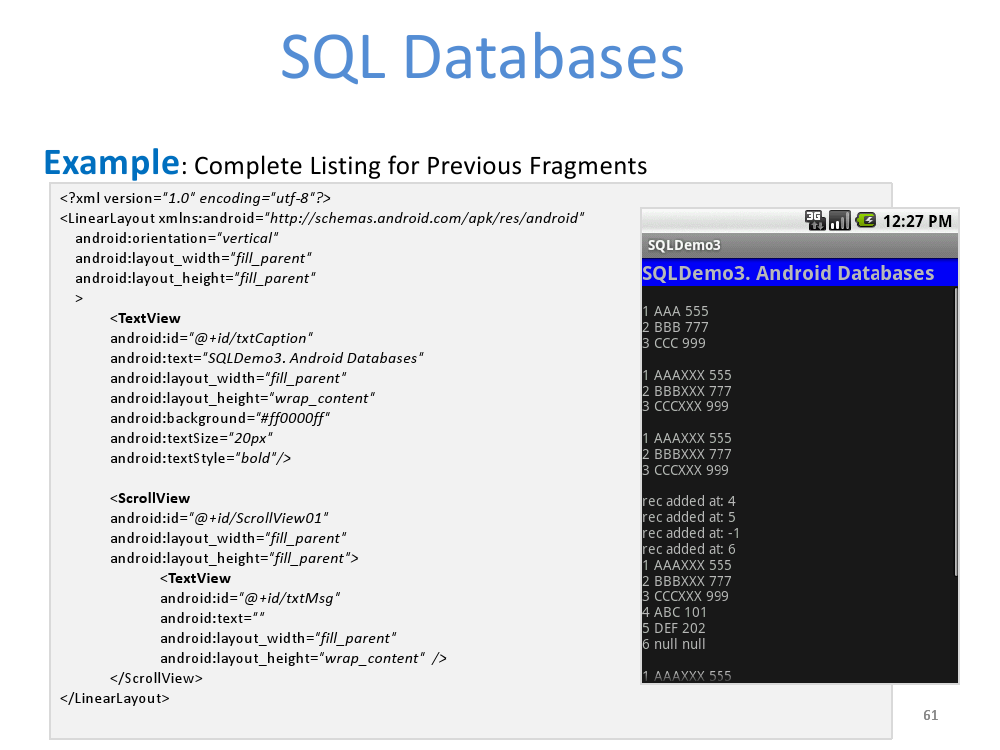 SQL Databases
Example: Complete Listing for Previous Fragments
<?xml version="1.0" encoding="utf-8"?>
<LinearLayout xmlns:android="http://schemas.android.com/apk/res/android"
android:orientation="vertical"
android:layout_width="fill_parent"
android:layout_height="fill_parent"
>
<TextView
android:id="@+id/txtCaption"
android:text="SQLDemo3. Android Databases"
android:layout_width="fill_parent"
android:layout_height="wrap_content"
android:background="#ff0000ff"
android:textSize="20px"
android:textStyle="bold"/>
<ScrollView
android:id="@+id/ScrollView01"
android:layout_width="fill_parent"
android:layout_height="fill_parent">
<TextView
android:id="@+id/txtMsg"
android:text=""
android:layout_width="fill_parent"
android:layout_height="wrap_content" />
</ScrollView>
</LinearLayout>
3G 12:27 PM
SQLDemo3
SQLDemo3. Android Databases
1 AAA 555
2 BBB 777
3 CCC 999
1 AAAXXX 555
2 BBBXXX 777
3 CCCXXX 999
1 AAAXXX 555
2 BBBXXX 777
3 CCCXXX 999
rec added at: 4
rec added at: 5
rec added at: -1
rec added at: 6
1 AAAXXX 555
2 BBBXXX 777
3 CCCXXX 999
4 ABC 101
5 DEF 202
6 null null
1 AAAXXX 555
61